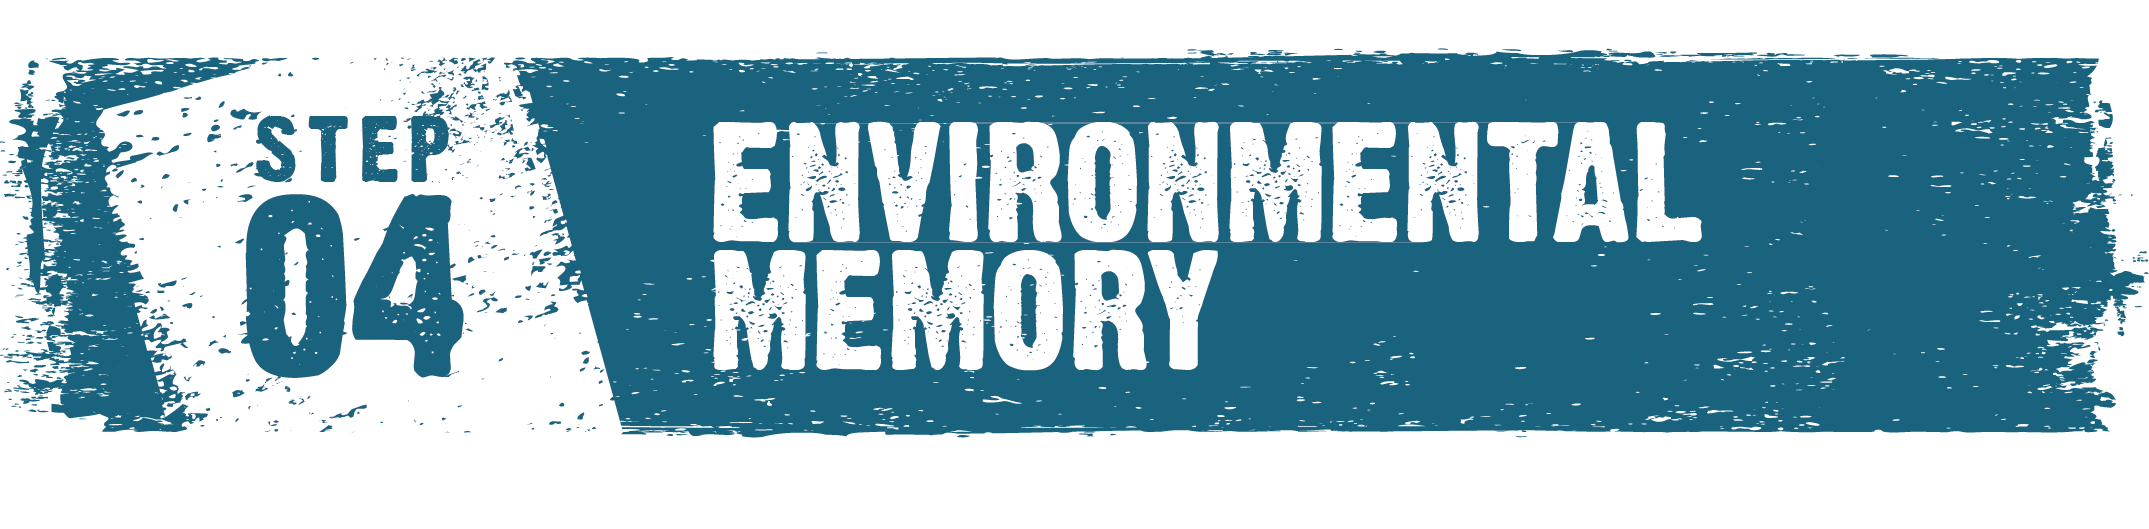 STEP
04
ENVIRONMENTAL
MEMORY